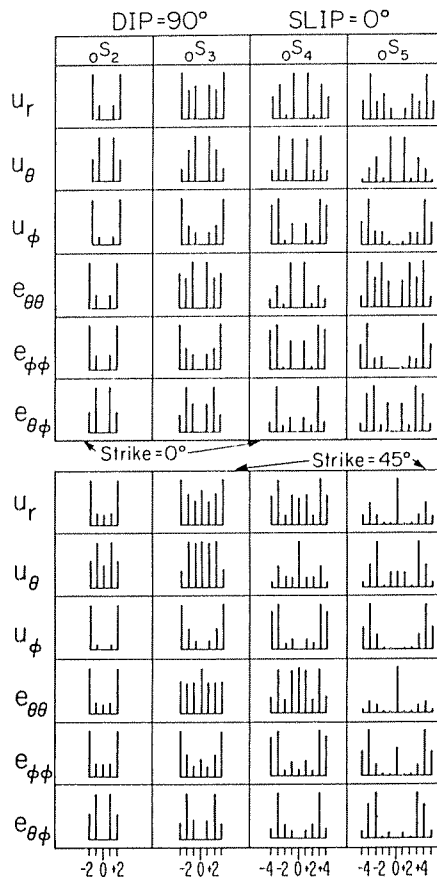 DIP=90° SLIP=0°
₀S₂ ₀S₃ ₀S₄ ₀S₅
u_r
u_θ
u_ϕ
e_θθ
e_ϕϕ
e_θϕ
Strike=0° Strike=45°
u_r
u_θ
u_ϕ
e_θθ
e_ϕϕ
e_θϕ
-2 0 +2 -2 0 +2 -4 -2 0 +2 +4 -4 -2 0 +2 +4